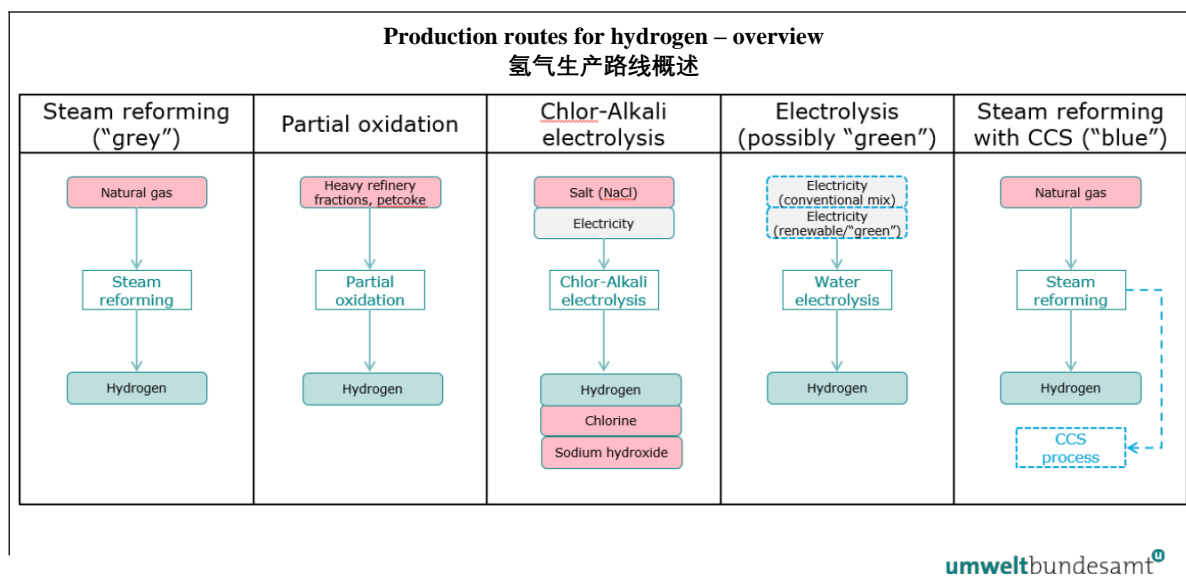 Production routes for hydrogen – overview
氢气生产路线概述
Steam reforming
("grey")
Partial oxidation
Chlor-Alkali
electrolysis
Electrolysis
(possibly "green")
Steam reforming
with CCS ("blue")
Natural gas
Steam
reforming
Hydrogen
Heavy refinery
fractions, petcoke
Partial
oxidation
Hydrogen
Salt (NaCl)
Electricity
Chlor-Alkali
electrolysis
Hydrogen
Chlorine
Sodium hydroxide
Electricity
(conventional mix)
Electricity
(renewable/"green")
Water
electrolysis
Hydrogen
Natural gas
Steam
reforming
Hydrogen
CCS
process
umweltbundesamt u